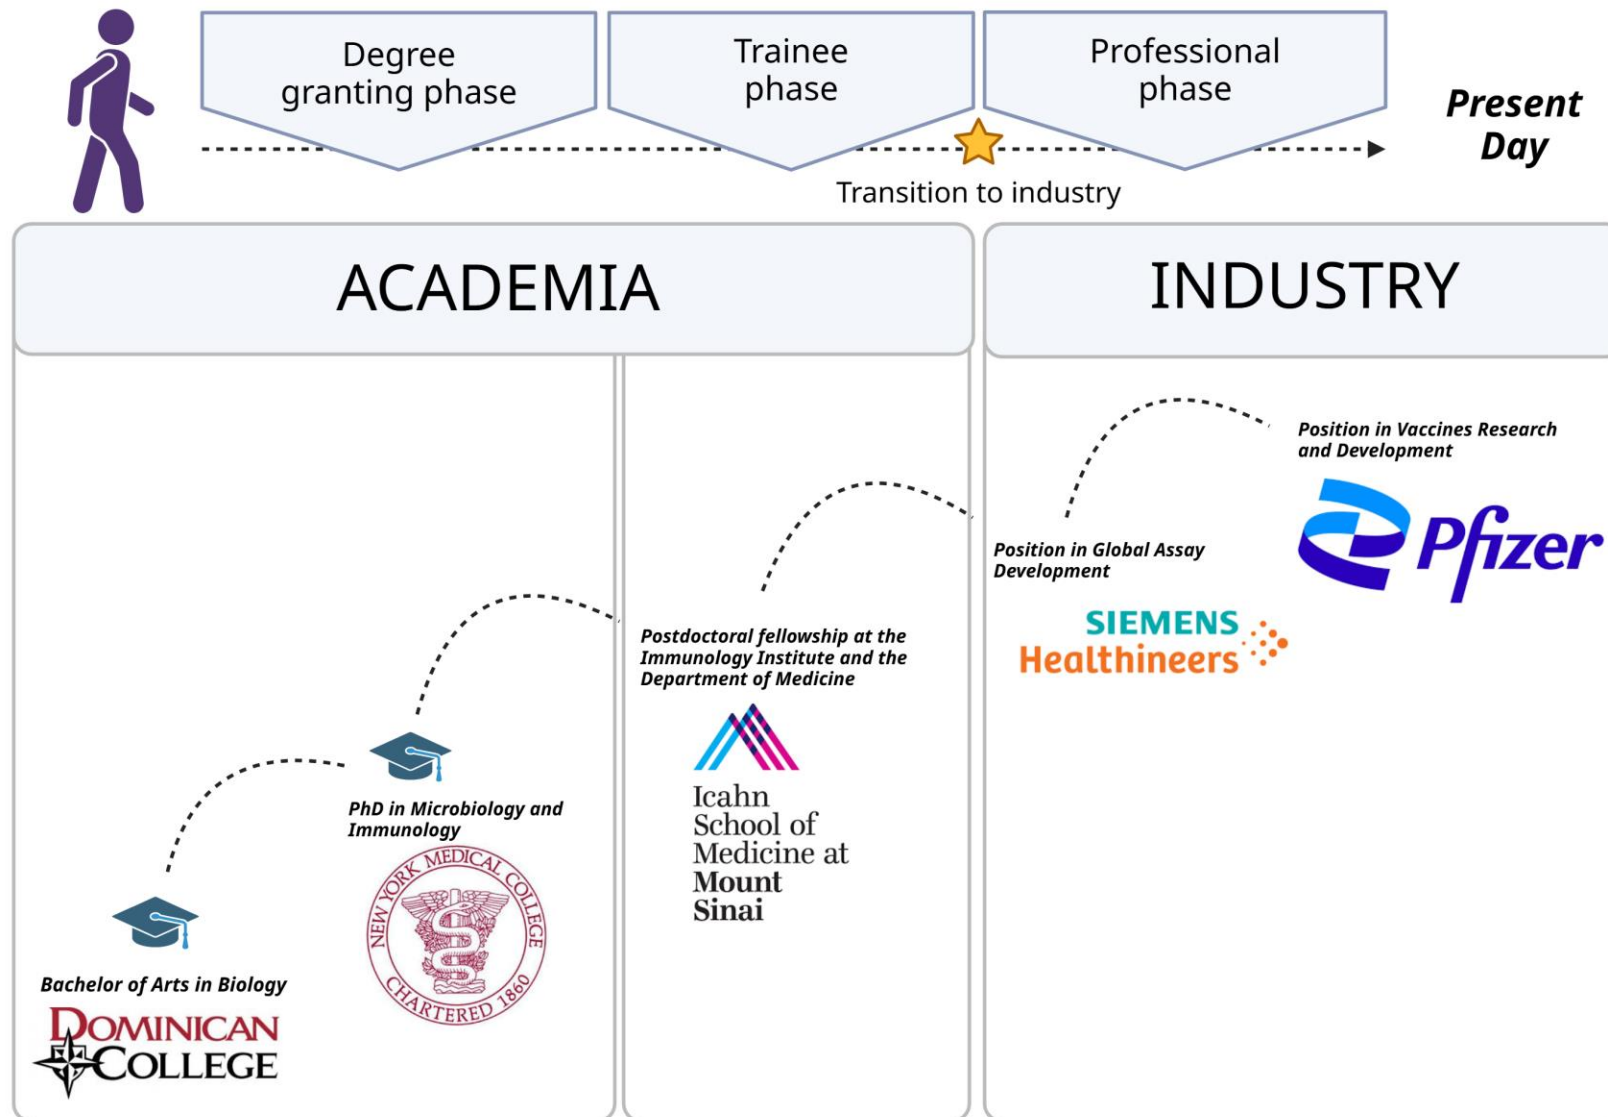 Degree
granting phase
Trainee
phase
Professional
phase
Present
Day
Transition to industry
ACADEMIA
INDUSTRY
Position in Vaccines Research
and Development
Pfizer
Position in Global Assay
Development
SIEMENS
Healthineers
Postdoctoral fellowship at the
Immunology Institute and the
Department of Medicine
Icahn
School of
Medicine at
Mount
Sinai
PhD in Microbiology and
Immunology
NEW YORK MEDICAL COLLEGE
CHARTERED 1860
Bachelor of Arts in Biology
DOMINICAN
COLLEGE